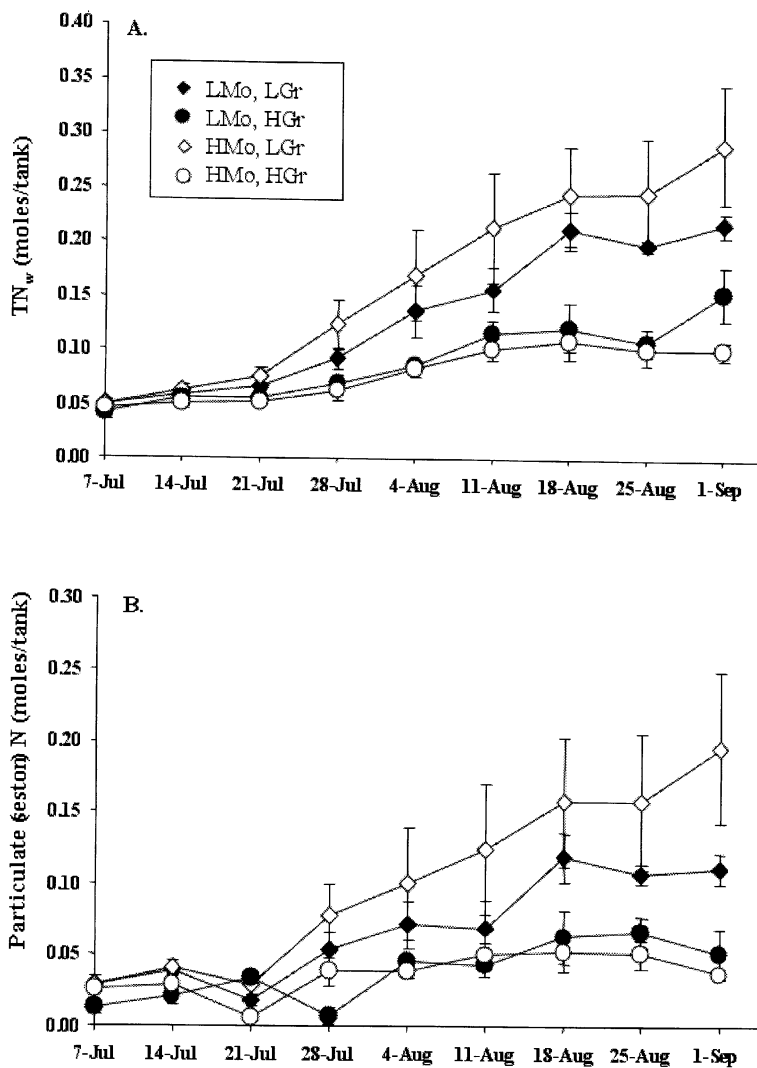 A.
LMo, LGr
LMo, HGr
HMo, LGr
HMo, HGr
TNw (moles/tank)
0.40
0.35
0.30
0.25
0.20
0.15
0.10
0.05
0.00
7-Jul 14-Jul 21-Jul 28-Jul 4-Aug 11-Aug 18-Aug 25-Aug 1-Sep
B.
Particulate (seston) N (moles/tank)
0.30
0.25
0.20
0.15
0.10
0.05
0.00
7-Jul 14-Jul 21-Jul 28-Jul 4-Aug 11-Aug 18-Aug 25-Aug 1-Sep